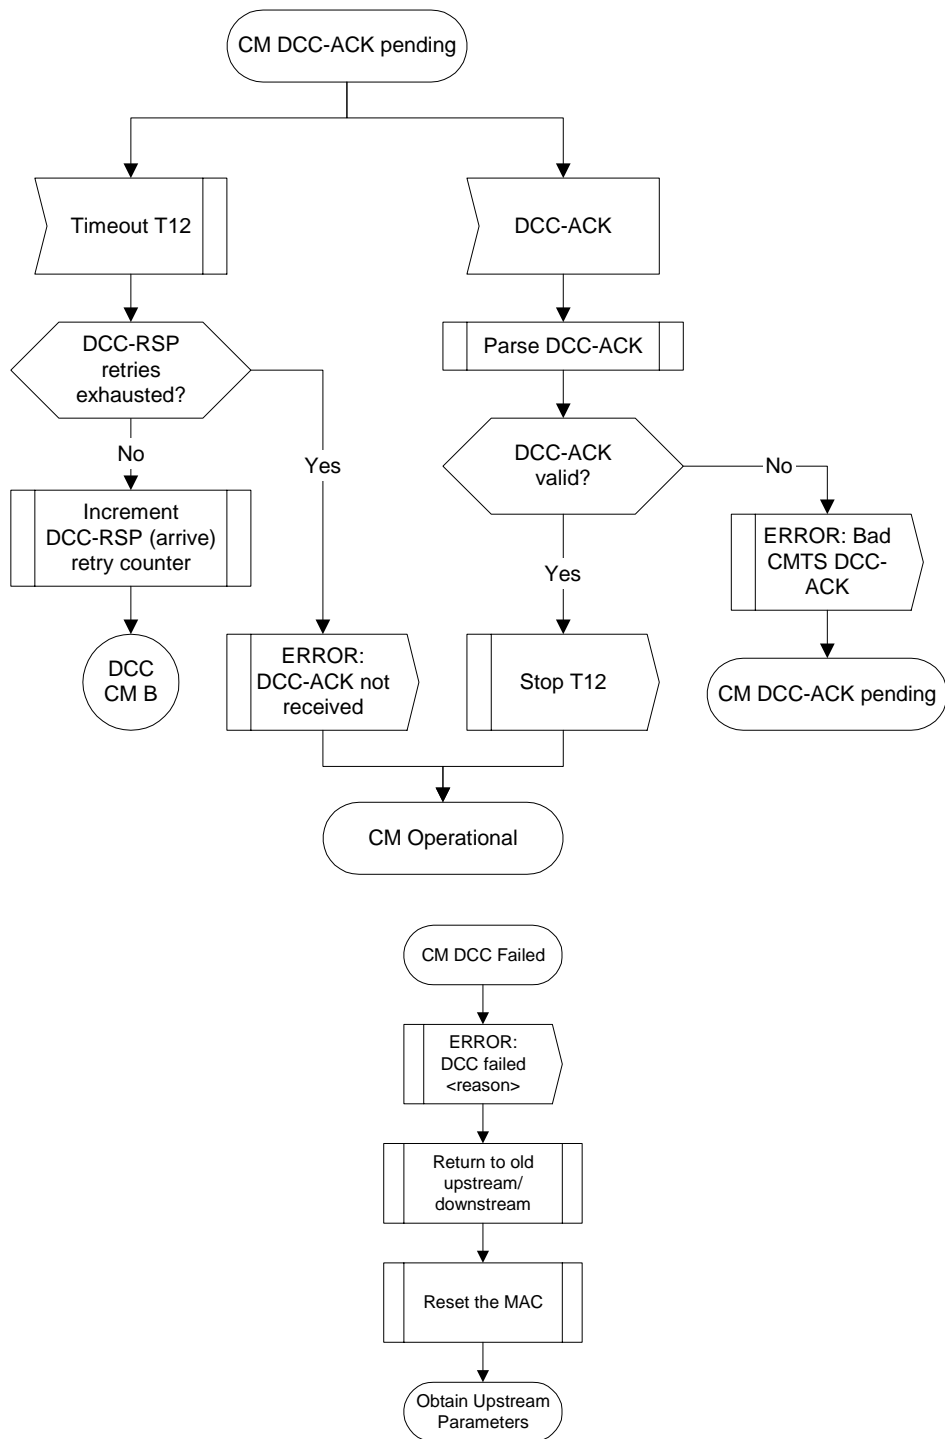 CM DCC-ACK pending
Timeout T12
DCC-ACK
DCC-RSP
retries
exhausted?
Parse DCC-ACK
No
Yes
DCC-ACK
valid?
No
Increment
DCC-RSP (arrive)
retry counter
Yes
ERROR: Bad
CMTS DCC-
ACK
DCC
CM B
ERROR:
DCC-ACK not
received
Stop T12
CM DCC-ACK pending
CM Operational
CM DCC Failed
ERROR:
DCC failed
<reason>
Return to old
upstream/
downstream
Reset the MAC
Obtain Upstream
Parameters